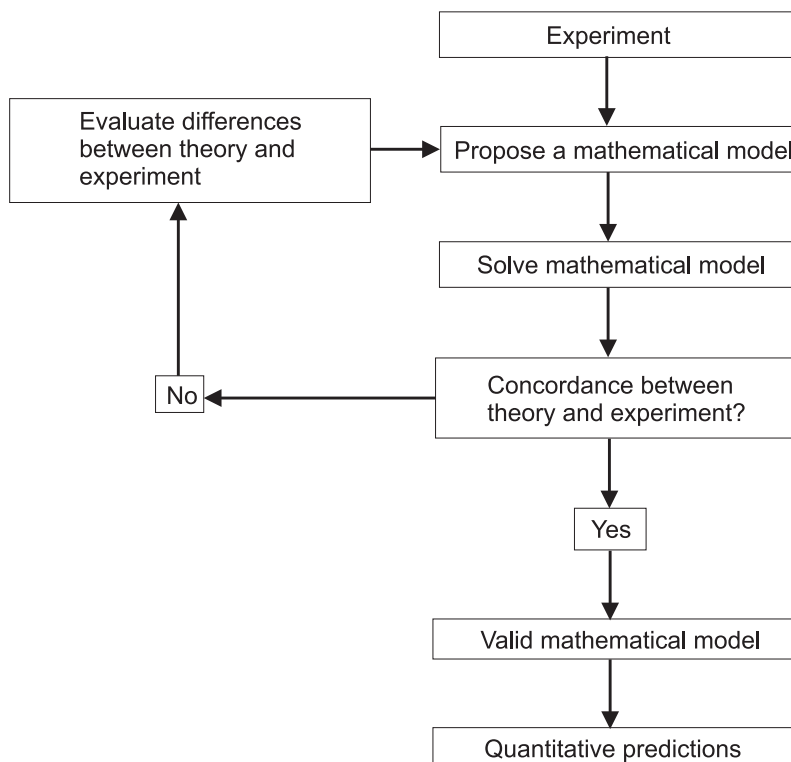 Experiment
Evaluate differences
between theory and
experiment
Propose a mathematical model
Solve mathematical model
Concordance between
theory and experiment?
No
Yes
Valid mathematical model
Quantitative predictions